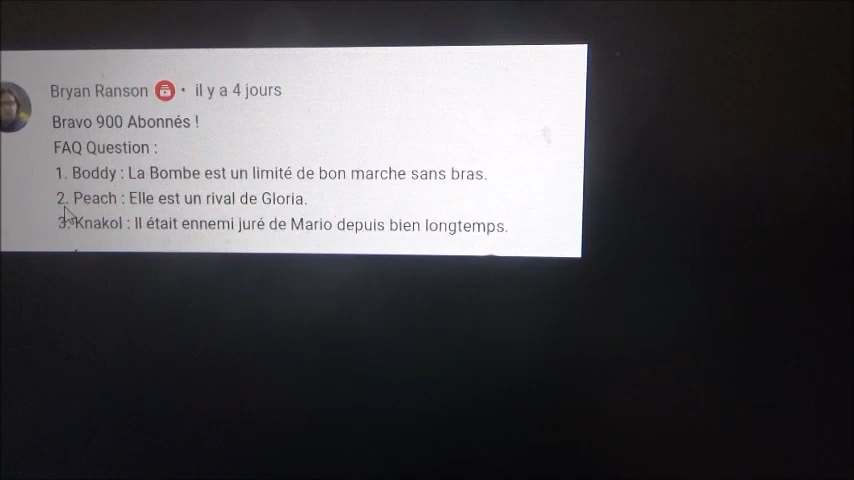 Bryan Ranson • il y a 4 jours
Bravo 900 Abonnés !
FAQ Question :
1. Boddy : La Bombe est un limité de bon marche sans bras.
2. Peach : Elle est un rival de Gloria.
3. Knakol : Il était ennemi juré de Mario depuis bien longtemps.